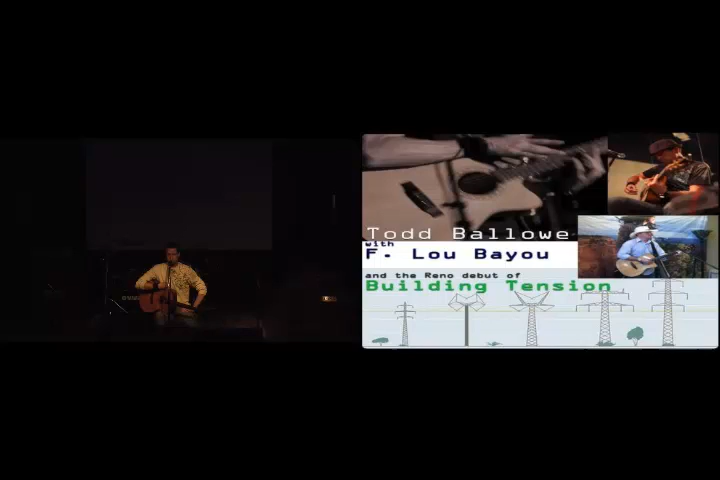 Todd Ballowe
with
F. Lou Bayou
and the Reno debut of
Building Tension